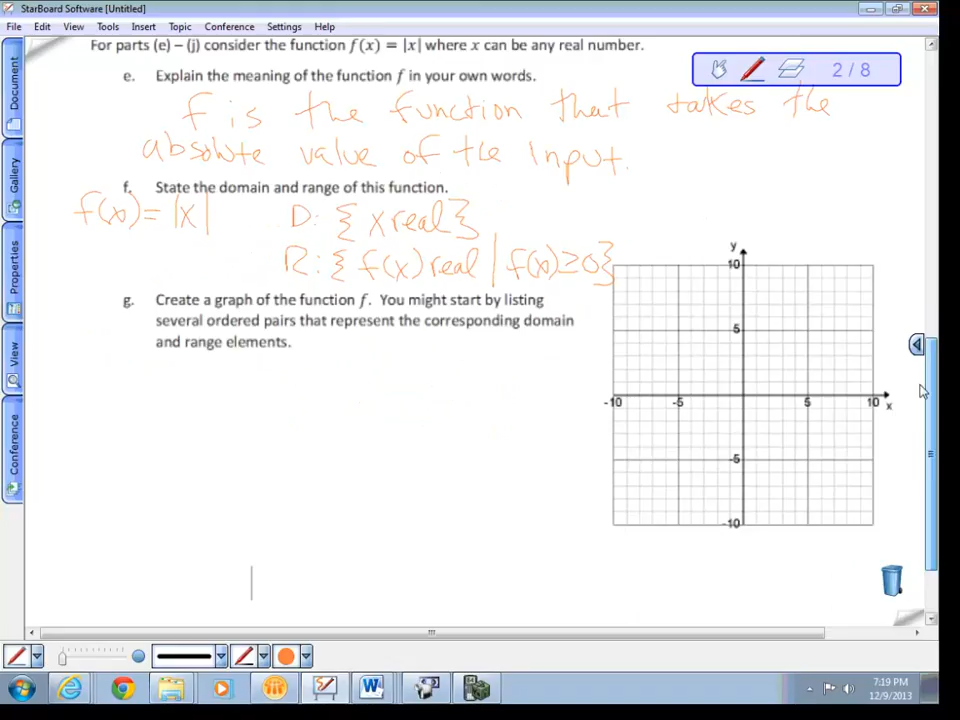 StarBoard Software [Untitled]
File Edit View Tools Insert Topic Conference Settings Help
For parts (e) – (j) consider the function f(x) = |x| where x can be any real number.
2 / 8
e. Explain the meaning of the function f in your own words.
f is the function that takes the
absolute value of the input.
f. State the domain and range of this function.
f(x) = |x| D: { x real }
R: { f(x) real | f(x) ≥ 0 }
g. Create a graph of the function f. You might start by listing
several ordered pairs that represent the corresponding domain
and range elements.
y
10
5
-10 -5 5 10 x
-5
-10
Document
Gallery
Properties
View
Conference
7:19 PM
12/9/2013